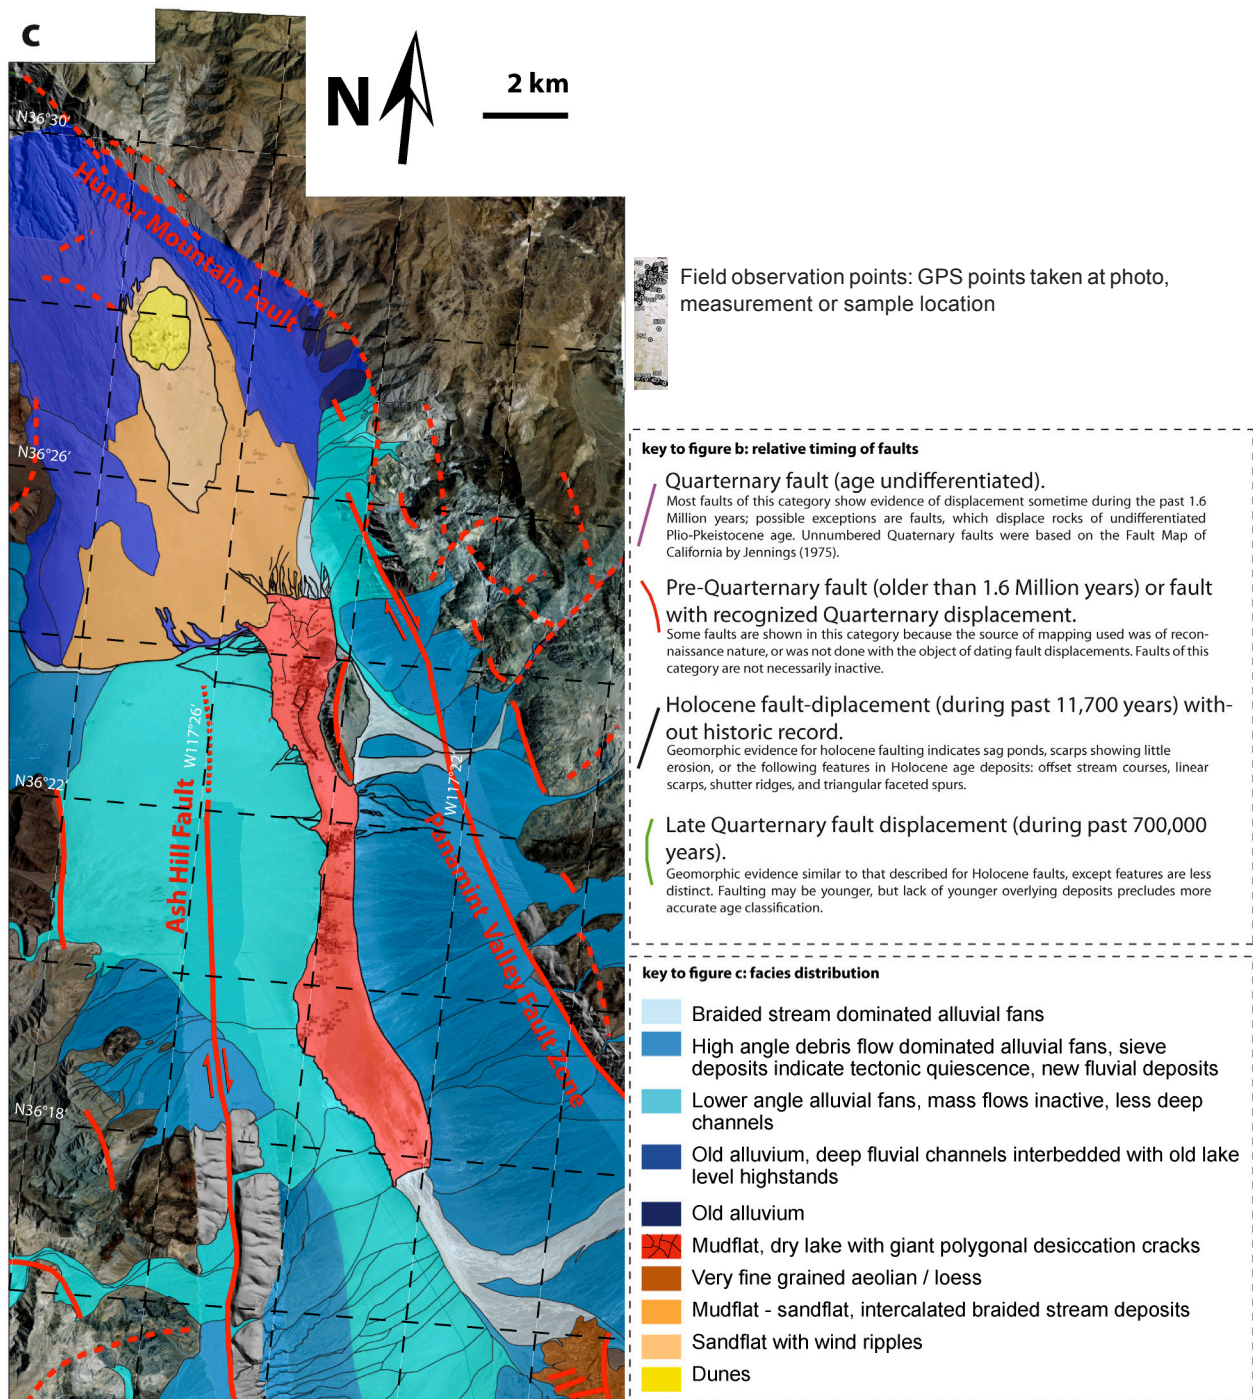 c
N
2 km
N36°30'
Hunter Mountain Fault
N36°26'
W117°26'
N36°22'
W117°22'
Ash Hill Fault
Panamint Valley Fault Zone
N36°18'
Field observation points: GPS points taken at photo,
measurement or sample location
key to figure b: relative timing of faults
Quarternary fault (age undifferentiated).
Most faults of this category show evidence of displacement sometime during the past 1.6
Million years; possible exceptions are faults, which displace rocks of undifferentiated
Plio-Pkeistocene age. Unnumbered Quaternary faults were based on the Fault Map of
California by Jennings (1975).
Pre-Quarternary fault (older than 1.6 Million years) or fault
with recognized Quaternary displacement.
Some faults are shown in this category because the source of mapping used was of recon-
naissance nature, or was not done with the object of dating fault displacements. Faults of this
category are not necessarily inactive.
Holocene fault-diplacement (during past 11,700 years) with-
out historic record.
Geomorphic evidence for holocene faulting indicates sag ponds, scarps showing little
erosion, or the following features in Holocene age deposits: offset stream courses, linear
scarps, shutter ridges, and triangular faceted spurs.
Late Quarternary fault displacement (during past 700,000
years).
Geomorphic evidence similar to that described for Holocene faults, except features are less
distinct. Faulting may be younger, but lack of younger overlying deposits precludes more
accurate age classification.
key to figure c: facies distribution
Braided stream dominated alluvial fans
High angle debris flow dominated alluvial fans, sieve
deposits indicate tectonic quiescence, new fluvial deposits
Lower angle alluvial fans, mass flows inactive, less deep
channels
Old alluvium, deep fluvial channels interbedded with old lake
level highstands
Old alluvium
Mudflat, dry lake with giant polygonal desiccation cracks
Very fine grained aeolian / loess
Mudflat - sandflat, intercalated braided stream deposits
Sandflat with wind ripples
Dunes